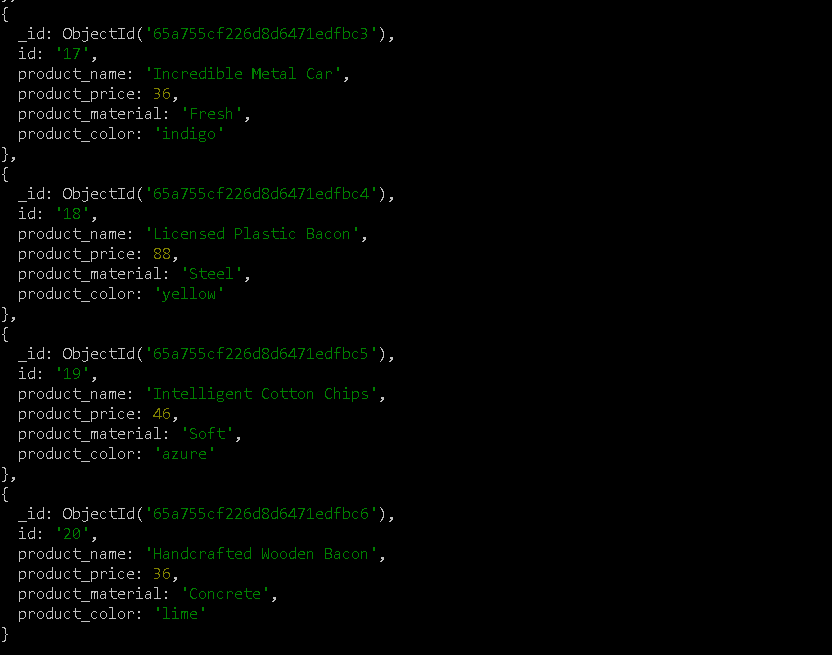 {
_id: ObjectId('65a755cf226d8d6471edfbc3'),
id: '17',
product_name: 'Incredible Metal Car',
product_price: 36,
product_material: 'Fresh',
product_color: 'indigo'
},
{
_id: ObjectId('65a755cf226d8d6471edfbc4'),
id: '18',
product_name: 'Licensed Plastic Bacon',
product_price: 88,
product_material: 'Steel',
product_color: 'yellow'
},
{
_id: ObjectId('65a755cf226d8d6471edfbc5'),
id: '19',
product_name: 'Intelligent Cotton Chips',
product_price: 46,
product_material: 'Soft',
product_color: 'azure'
},
{
_id: ObjectId('65a755cf226d8d6471edfbc6'),
id: '20',
product_name: 'Handcrafted Wooden Bacon',
product_price: 36,
product_material: 'Concrete',
product_color: 'lime'
}